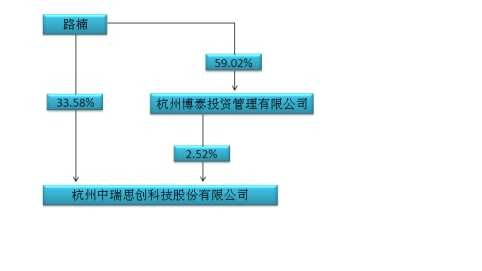 路楠
59.02%
33.58%
杭州博泰投资管理有限公司
2.52%
杭州中瑞思创科技股份有限公司